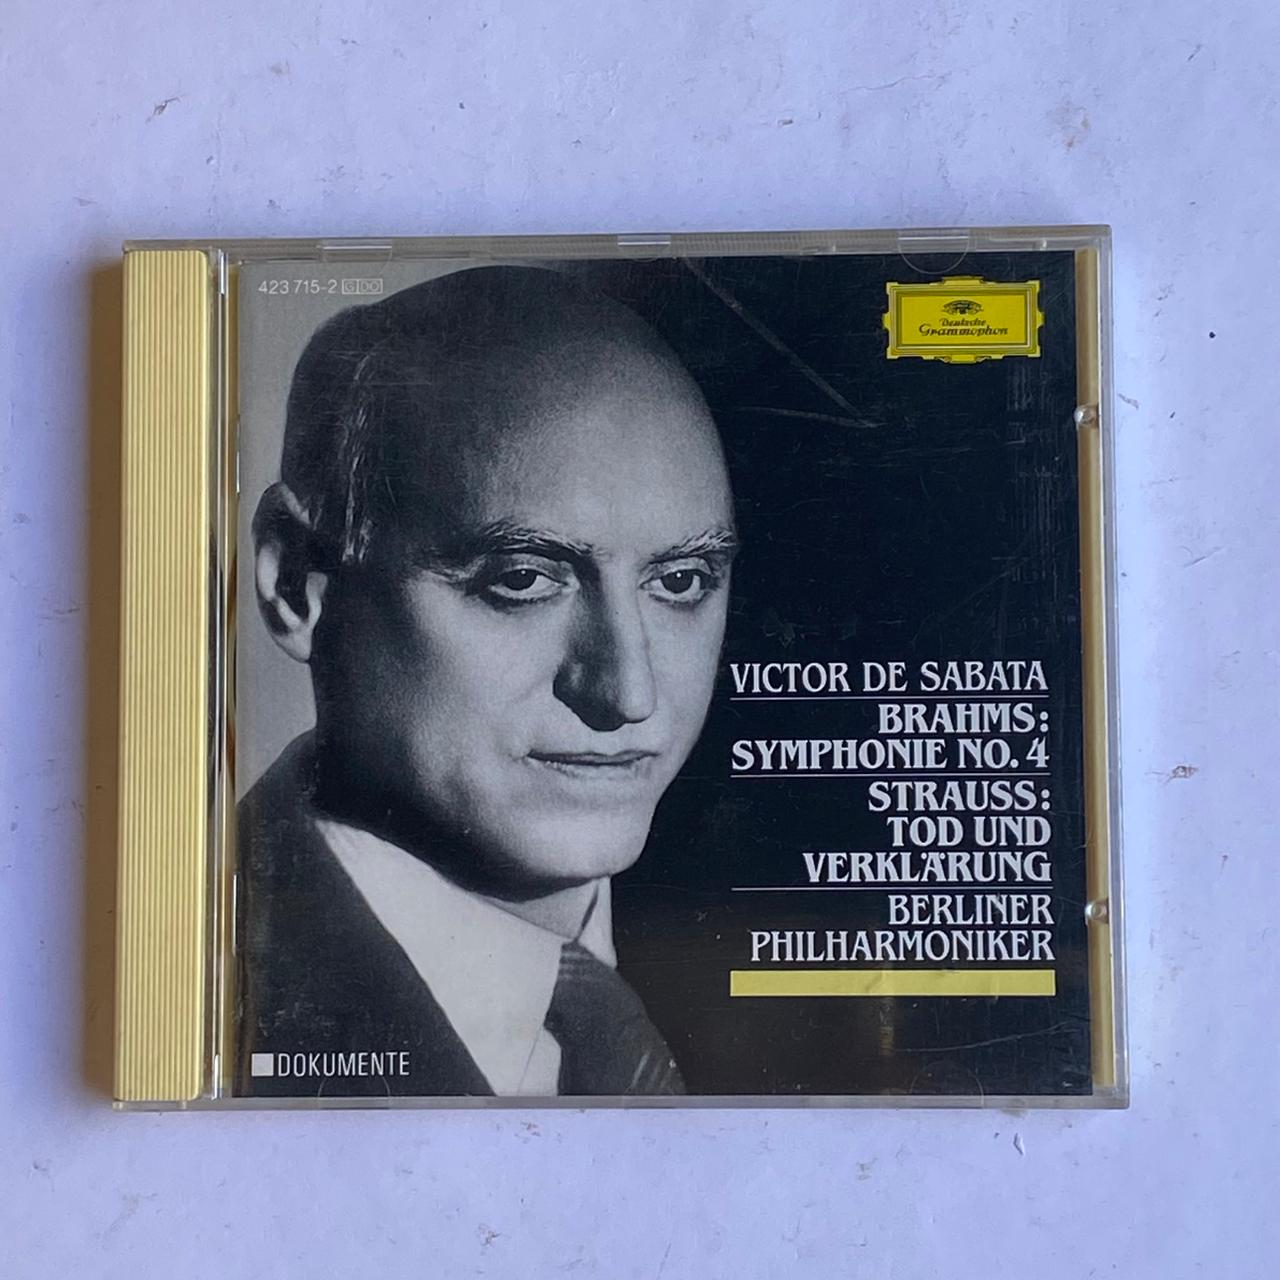 423 715-2 G DO
Deutsche
Grammophon
VICTOR DE SABATA
BRAHMS:
SYMPHONIE NO. 4
STRAUSS:
TOD UND
VERKLÄRUNG
BERLINER
PHILHARMONIKER
DOKUMENTE